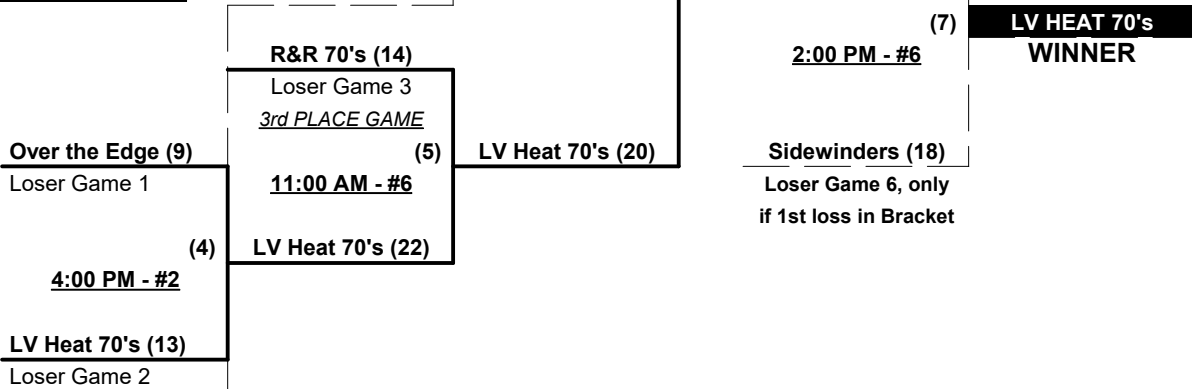 (7)
LV HEAT 70's
R&R 70's (14)
2:00 PM - #6
WINNER
Loser Game 3
3rd PLACE GAME
Over the Edge (9)
(5)
LV Heat 70's (20)
Sidewinders (18)
Loser Game 1
11:00 AM - #6
Loser Game 6, only
if 1st loss in Bracket
(4)
LV Heat 70's (22)
4:00 PM - #2
LV Heat 70's (13)
Loser Game 2